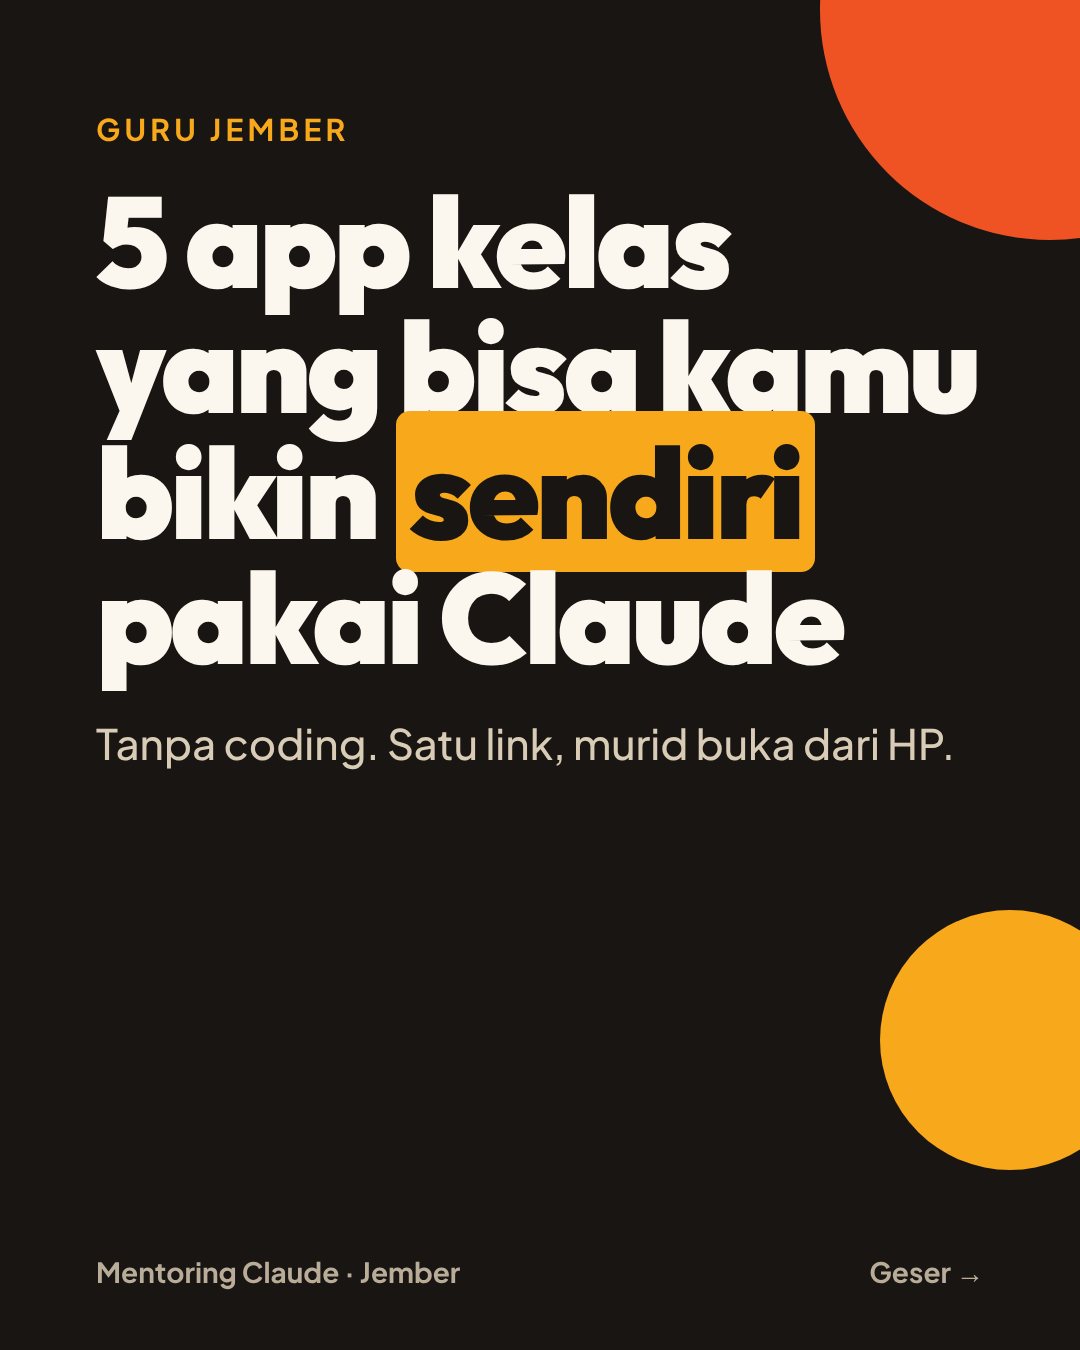 GURU JEMBER
5 app kelas
yang bisa kamu
bikin sendiri
pakai Claude
Tanpa coding. Satu link, murid buka dari HP.
Mentoring Claude · Jember
Geser →